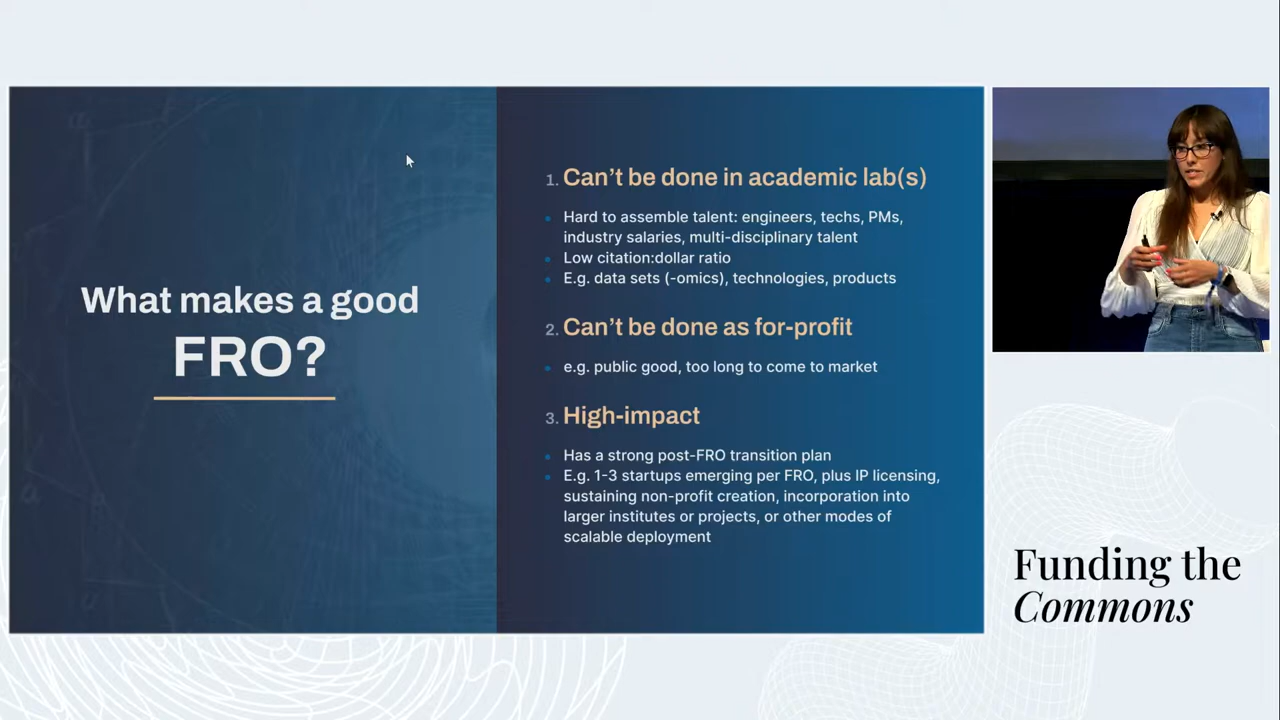 What makes a good
FRO?
1. Can't be done in academic lab(s)
Hard to assemble talent: engineers, techs, PMs,
industry salaries, multi-disciplinary talent
Low citation:dollar ratio
E.g. data sets (-omics), technologies, products
2. Can't be done as for-profit
e.g. public good, too long to come to market
3. High-impact
Has a strong post-FRO transition plan
E.g. 1-3 startups emerging per FRO, plus IP licensing,
sustaining non-profit creation, incorporation into
larger institutes or projects, or other modes of
scalable deployment
Funding the
Commons